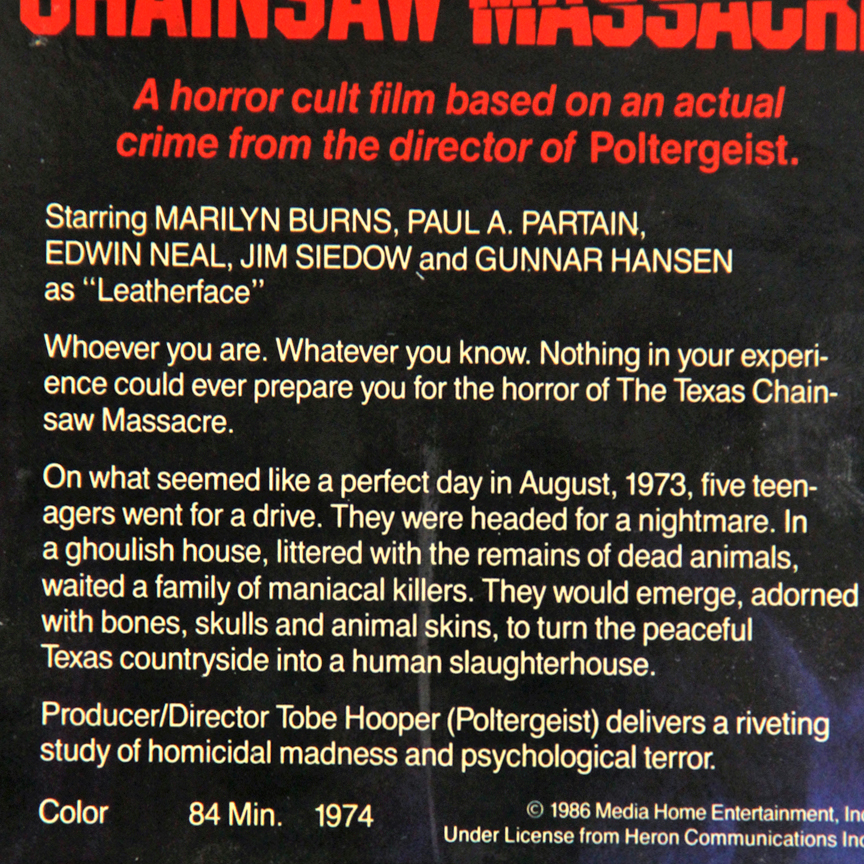 CHAINSAW MASSACRE
A horror cult film based on an actual
crime from the director of Poltergeist.
Starring MARILYN BURNS, PAUL A. PARTAIN,
EDWIN NEAL, JIM SIEDOW and GUNNAR HANSEN
as “Leatherface”
Whoever you are. Whatever you know. Nothing in your experi-
ence could ever prepare you for the horror of The Texas Chain-
saw Massacre.
On what seemed like a perfect day in August, 1973, five teen-
agers went for a drive. They were headed for a nightmare. In
a ghoulish house, littered with the remains of dead animals,
waited a family of maniacal killers. They would emerge, adorned
with bones, skulls and animal skins, to turn the peaceful
Texas countryside into a human slaughterhouse.
Producer/Director Tobe Hooper (Poltergeist) delivers a riveting
study of homicidal madness and psychological terror.
Color 84 Min. 1974
© 1986 Media Home Entertainment, Inc
Under License from Heron Communications Inc